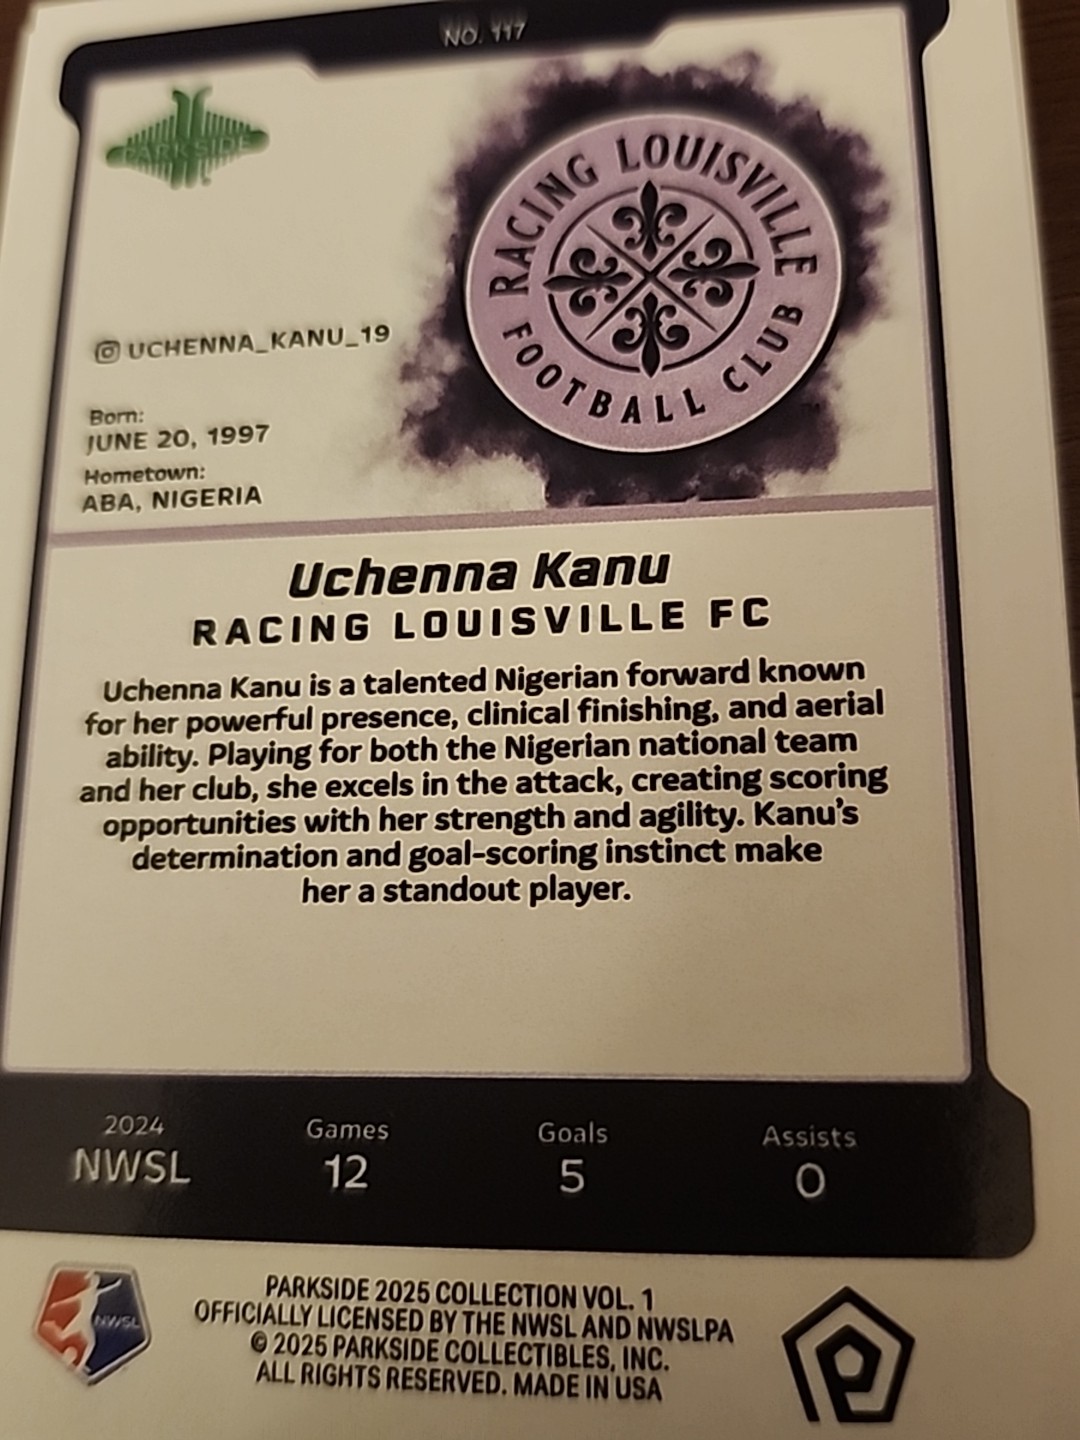 NO. 117
PARKSIDE
RACING LOUISVILLE
FOOTBALL CLUB
UCHENNA_KANU_19
Born:
JUNE 20, 1997
Hometown:
ABA, NIGERIA
Uchenna Kanu
RACING LOUISVILLE FC
Uchenna Kanu is a talented Nigerian forward known
for her powerful presence, clinical finishing, and aerial
ability. Playing for both the Nigerian national team
and her club, she excels in the attack, creating scoring
opportunities with her strength and agility. Kanu's
determination and goal-scoring instinct make
her a standout player.
2024 Games Goals Assists
NWSL 12 5 0
NWSL
PARKSIDE 2025 COLLECTION VOL. 1
OFFICIALLY LICENSED BY THE NWSL AND NWSLPA
© 2025 PARKSIDE COLLECTIBLES, INC.
ALL RIGHTS RESERVED. MADE IN USA